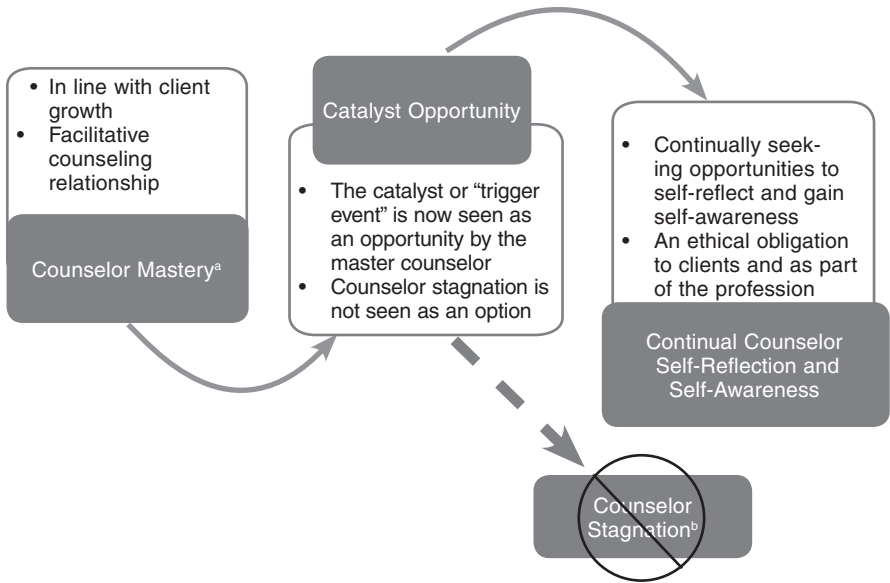 • In line with client
growth
• Facilitative
counseling
relationship
Counselor Masteryᵃ
Catalyst Opportunity
• The catalyst or “trigger
event” is now seen as
an opportunity by the
master counselor
• Counselor stagnation is
not seen as an option
• Continually seek-
ing opportunities to
self-reflect and gain
self-awareness
• An ethical obligation
to clients and as part
of the profession
Continual Counselor
Self-Reflection and
Self-Awareness
Counselor
Stagnationᵇ